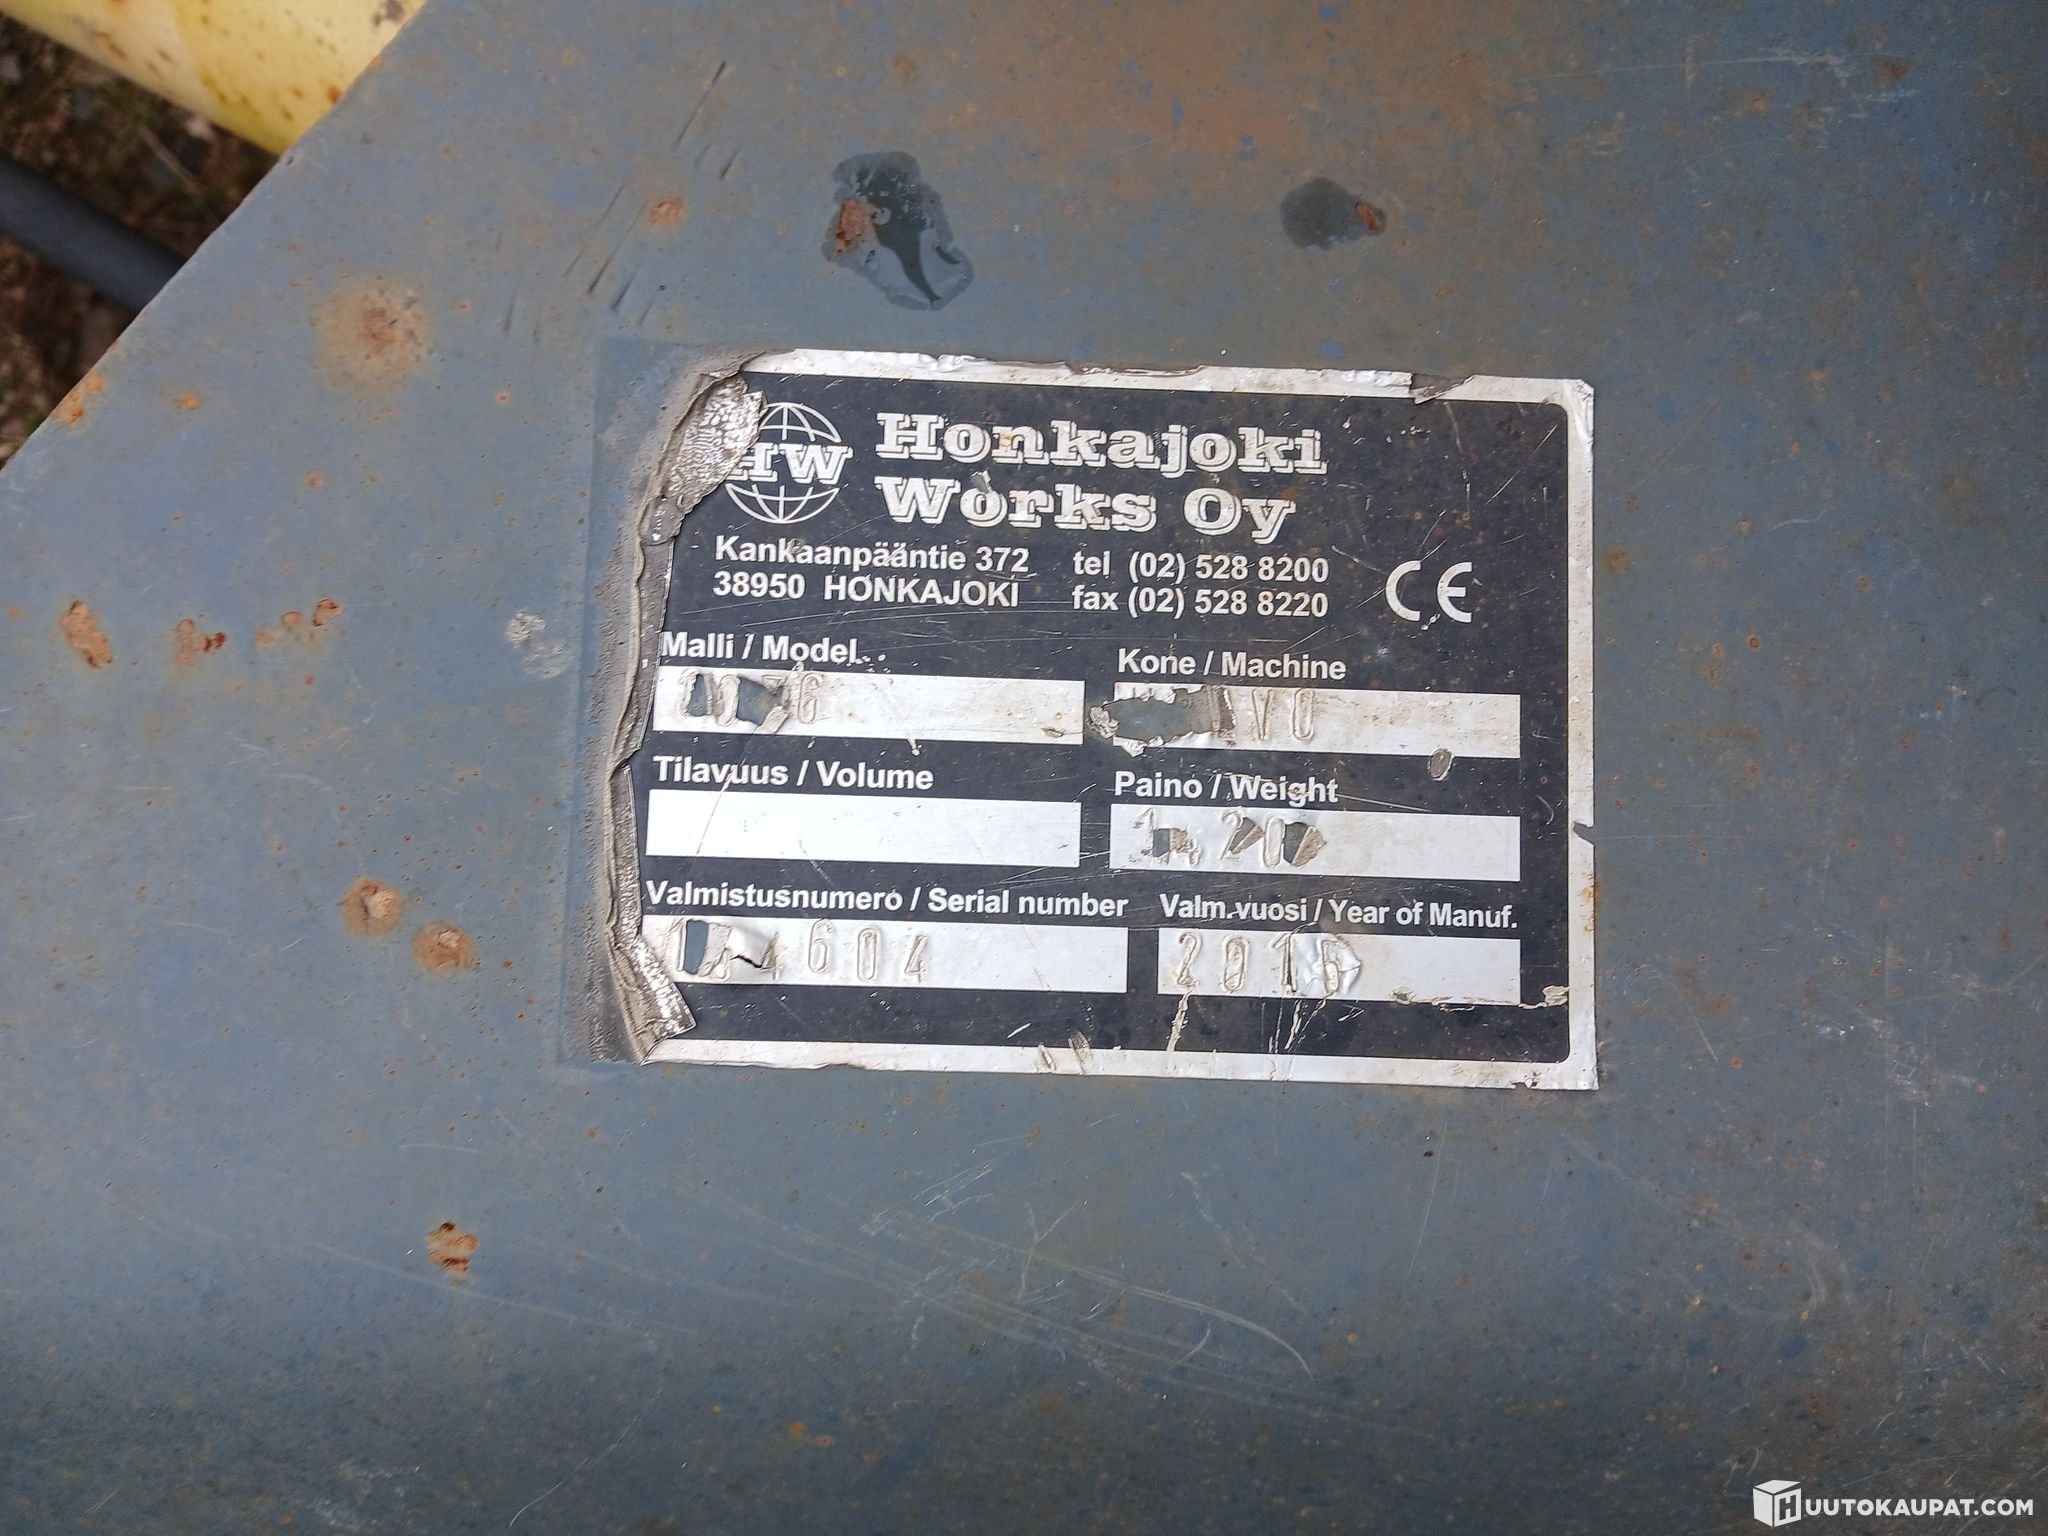 HW Honkajoki
Works Oy
Kankaanpääntie 372 tel (02) 528 8200
38950 HONKAJOKI fax (02) 528 8220
CE
Malli / Model Kone / Machine
Tilavuus / Volume Paino / Weight
Valmistusnumero / Serial number Valm.vuosi / Year of Manuf.
HUUTOKAUPAT.COM